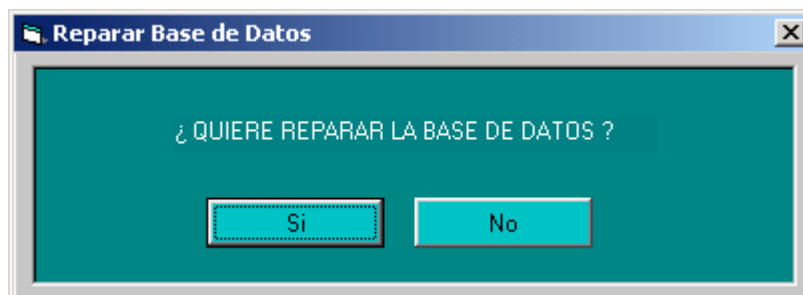 Reparar Base de Datos
¿ QUIERE REPARAR LA BASE DE DATOS ?
Si
No